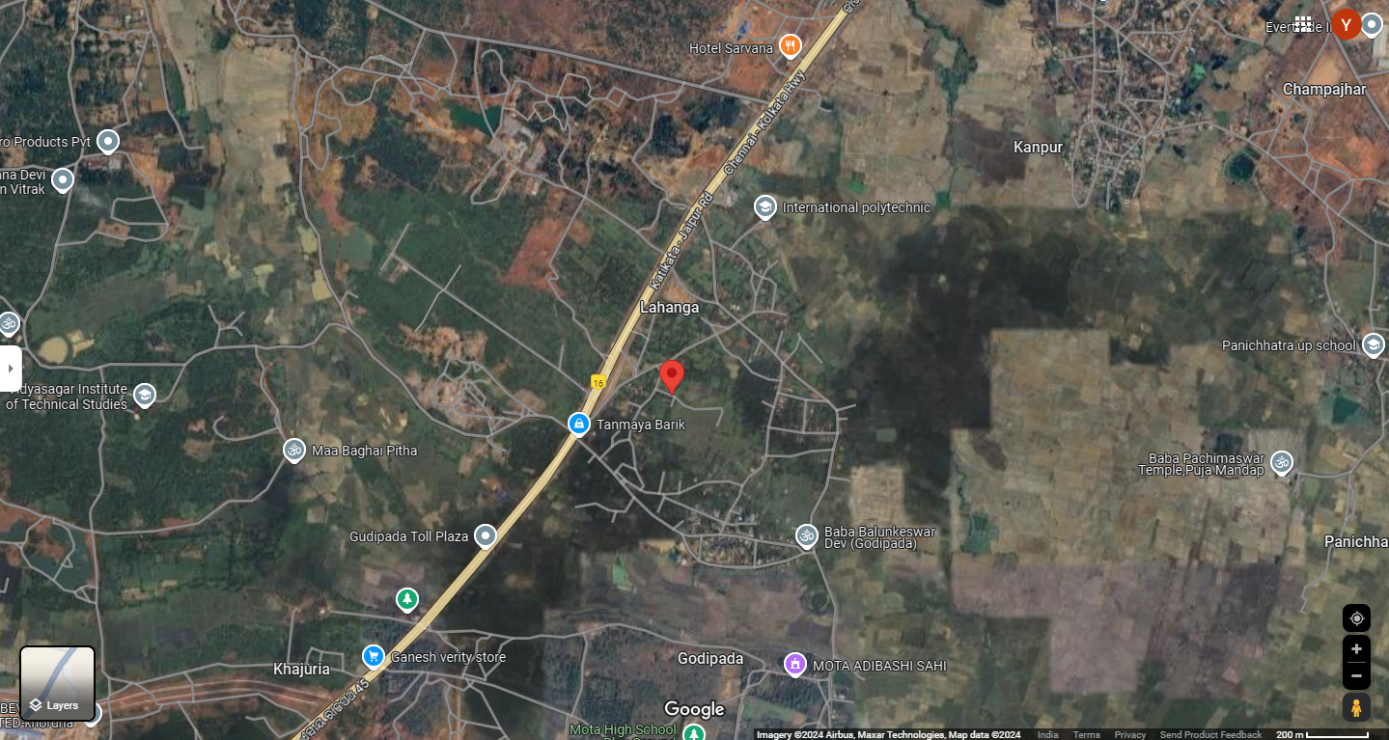 Hotel Sarvana
Champajhar
Chennai - Kolkata Hwy
ro Products Pvt
Kanpur
na Devi
n Vitrak
International polytechnic
Katikata - Jajpur Rd
Lahanga
Panichhatra up school
16
dyasagar Institute
of Technical Studies
Tanmaya Barik
Maa Baghai Pitha
Baba Pachimaswar
Temple,Puja Mandap
Gudipada Toll Plaza
Baba Balunkeswar
Dev (Godipada)
Panichha
Khajuria
Ganesh verity store
Godipada
MOTA ADIBASHI SAHI
Layers
Google
Mota High School
Imagery ©2024 Airbus, Maxar Technologies, Map data ©2024
India
Terms
Privacy
Send Product Feedback
200 m
Y